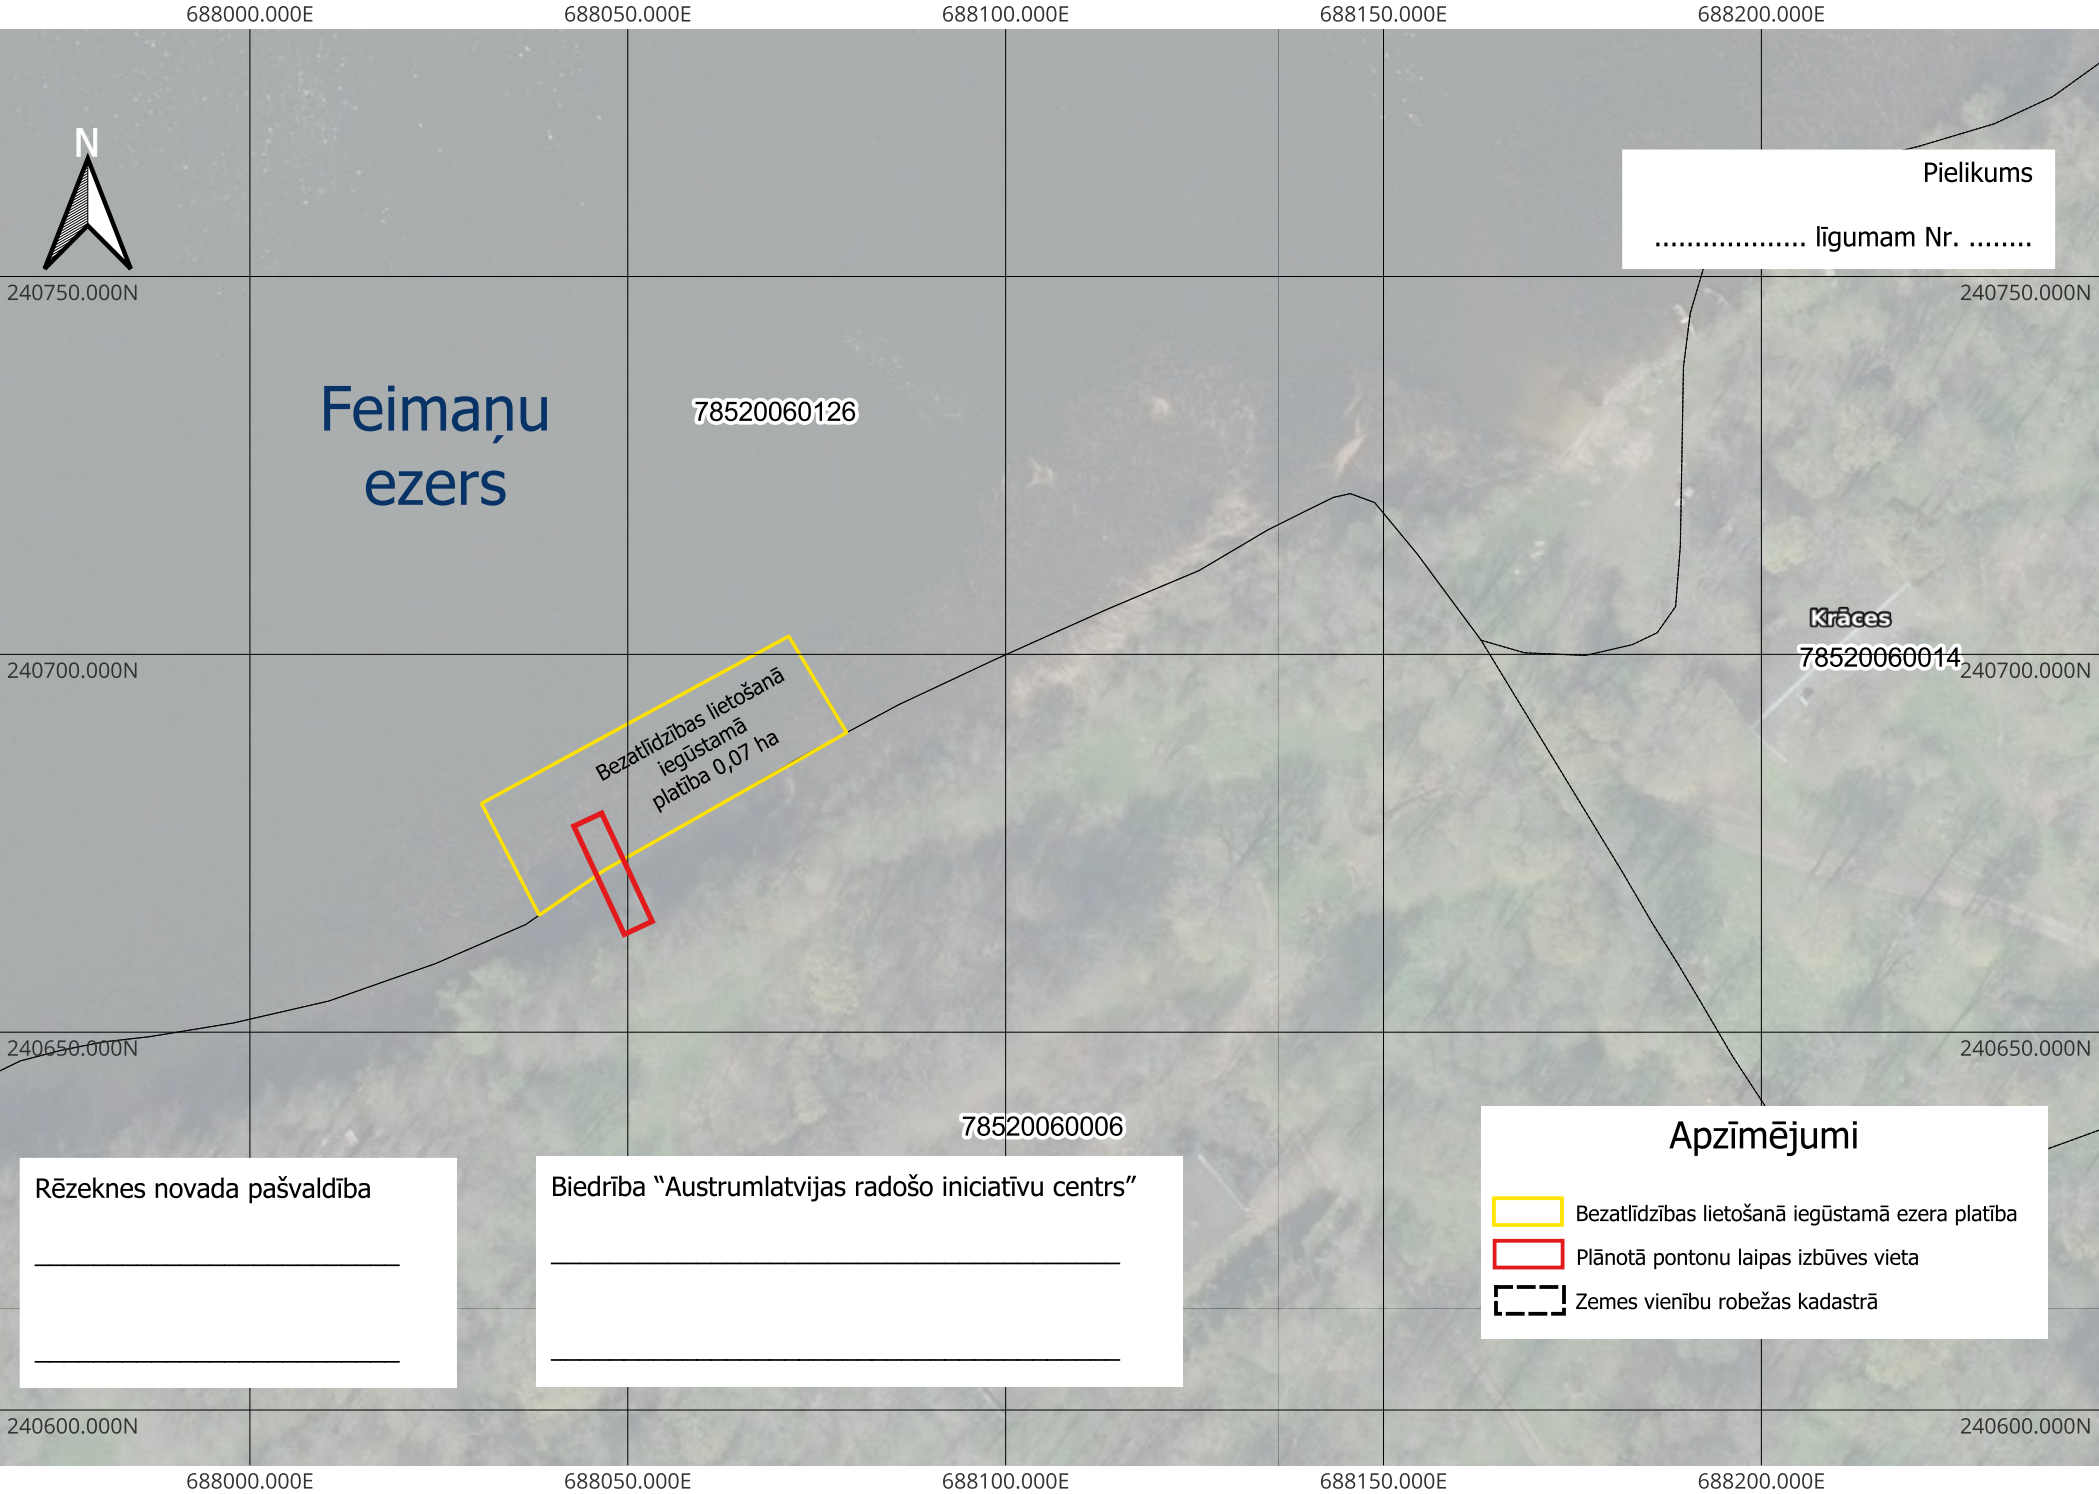 688000.000E 688050.000E 688100.000E 688150.000E 688200.000E
N
Pielikums
................... līgumam Nr. ........
240750.000N 240750.000N
Feimaņu
ezers
78520060126
Krāces
78520060014
240700.000N 240700.000N
Bezatlīdzības lietošanā
iegūstamā
platība 0,07 ha
240650.000N 240650.000N
78520060006
Rēzeknes novada pašvaldība
Biedrība “Austrumlatvijas radošo iniciatīvu centrs”
Apzīmējumi
Bezatlīdzības lietošanā iegūstamā ezera platība
Plānotā pontonu laipas izbūves vieta
Zemes vienību robežas kadastrā
240600.000N 240600.000N
688000.000E 688050.000E 688100.000E 688150.000E 688200.000E